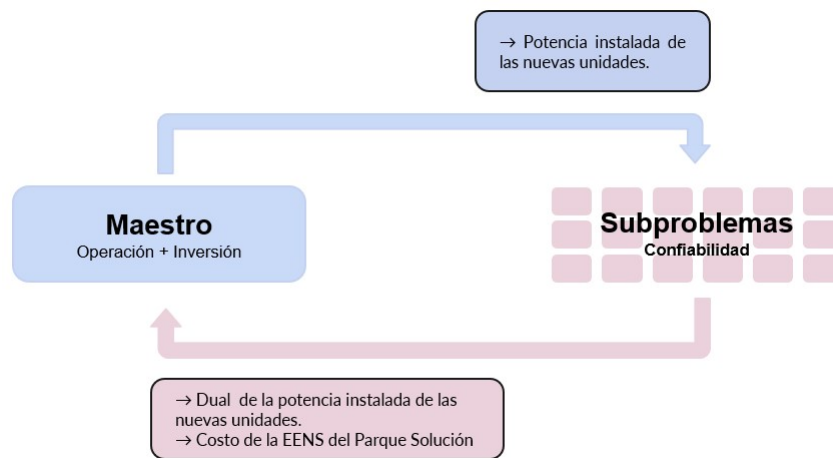 → Potencia instalada de
las nuevas unidades.
Maestro
Operación + Inversión
Subproblemas
Confiabilidad
→ Dual de la potencia instalada de las
nuevas unidades.
→ Costo de la EENS del Parque Solución